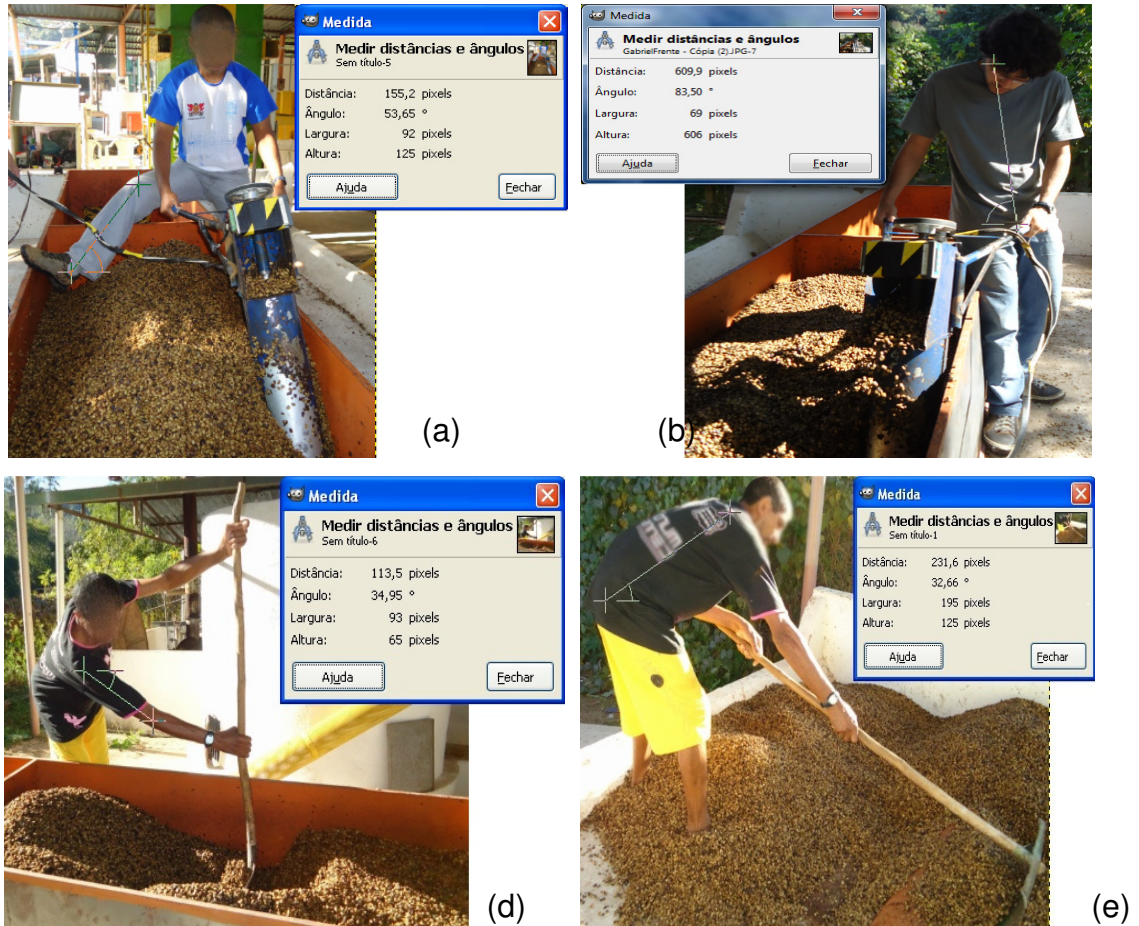 Medida
Medir distâncias e ângulos
Sem título-5
Distância: 155,2 pixels
Ângulo: 53,65 °
Largura: 92 pixels
Altura: 125 pixels
Ajuda Fechar
(a)
Medida
Medir distâncias e ângulos
GabrielFrente - Cópia (2).JPG-7
Distância: 609,9 pixels
Ângulo: 83,50 °
Largura: 69 pixels
Altura: 606 pixels
Ajuda Fechar
(b)
Medida
Medir distâncias e ângulos
Sem título-6
Distância: 113,5 pixels
Ângulo: 34,95 °
Largura: 93 pixels
Altura: 65 pixels
Ajuda Fechar
(d)
Medida
Medir distâncias e ângulos
Sem título-1
Distância: 231,6 pixels
Ângulo: 32,66 °
Largura: 195 pixels
Altura: 125 pixels
Ajuda Fechar
(e)